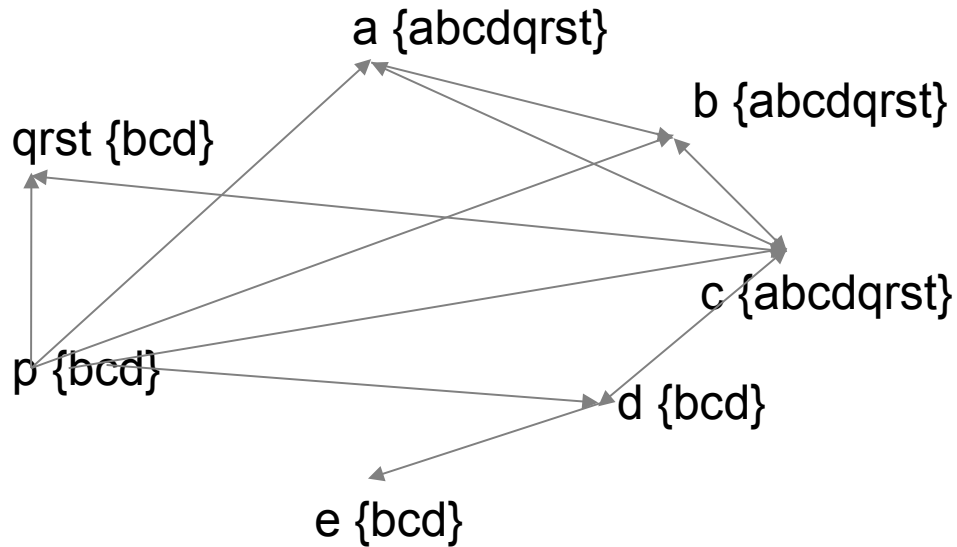 a {abcdqrst}
b {abcdqrst}
qrst {bcd}
c {abcdqrst}
p {bcd}
d {bcd}
e {bcd}